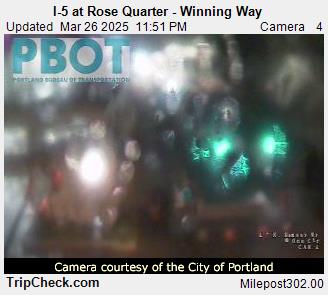 I-5 at Rose Quarter - Winning Way
Updated Mar 26 2025 11:51 PM Camera 4
PBOT
PORTLAND BUREAU OF TRANSPORTATION
Camera courtesy of the City of Portland
TripCheck.com Milepost302.00